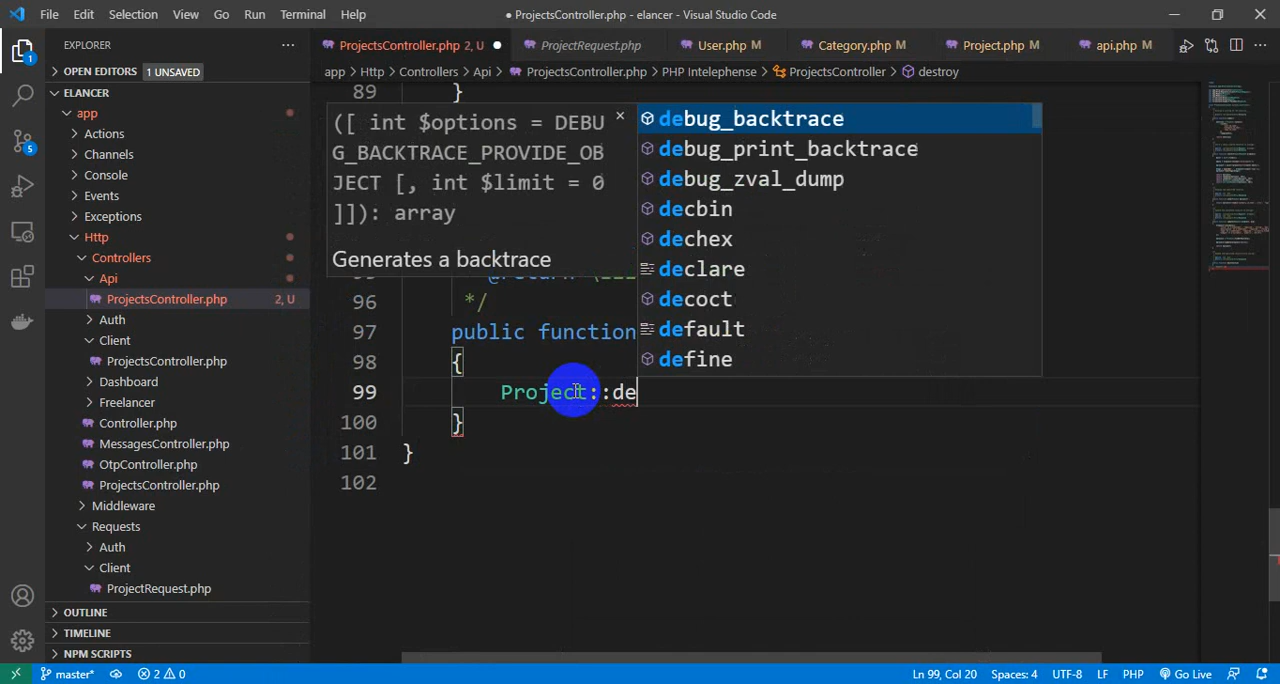 File Edit Selection View Go Run Terminal Help
● ProjectsController.php - elancer - Visual Studio Code
EXPLORER
ProjectsController.php 2, U
ProjectRequest.php
User.php M
Category.php M
Project.php M
api.php M
OPEN EDITORS 1 UNSAVED
app > Http > Controllers > Api > ProjectsController.php > PHP Intelephense > ProjectsController > destroy
ELANCER
app
Actions
Channels
Console
Events
Exceptions
Http
Controllers
Api
ProjectsController.php 2, U
Auth
Client
ProjectsController.php
Dashboard
Freelancer
Controller.php
MessagesController.php
OtpController.php
ProjectsController.php
Middleware
Requests
Auth
Client
ProjectRequest.php
OUTLINE
TIMELINE
NPM SCRIPTS
89 }
([ int $options = DEBU
G_BACKTRACE_PROVIDE_OB
JECT [, int $limit = 0
]]): array
Generates a backtrace
debug_backtrace
debug_print_backtrace
debug_zval_dump
decbin
dechex
declare
decoct
default
define
96 */
97 public function
98 {
99 Project::de
100 }
101 }
102
1
5
master* 2 0
Ln 99, Col 20 Spaces: 4 UTF-8 LF PHP Go Live